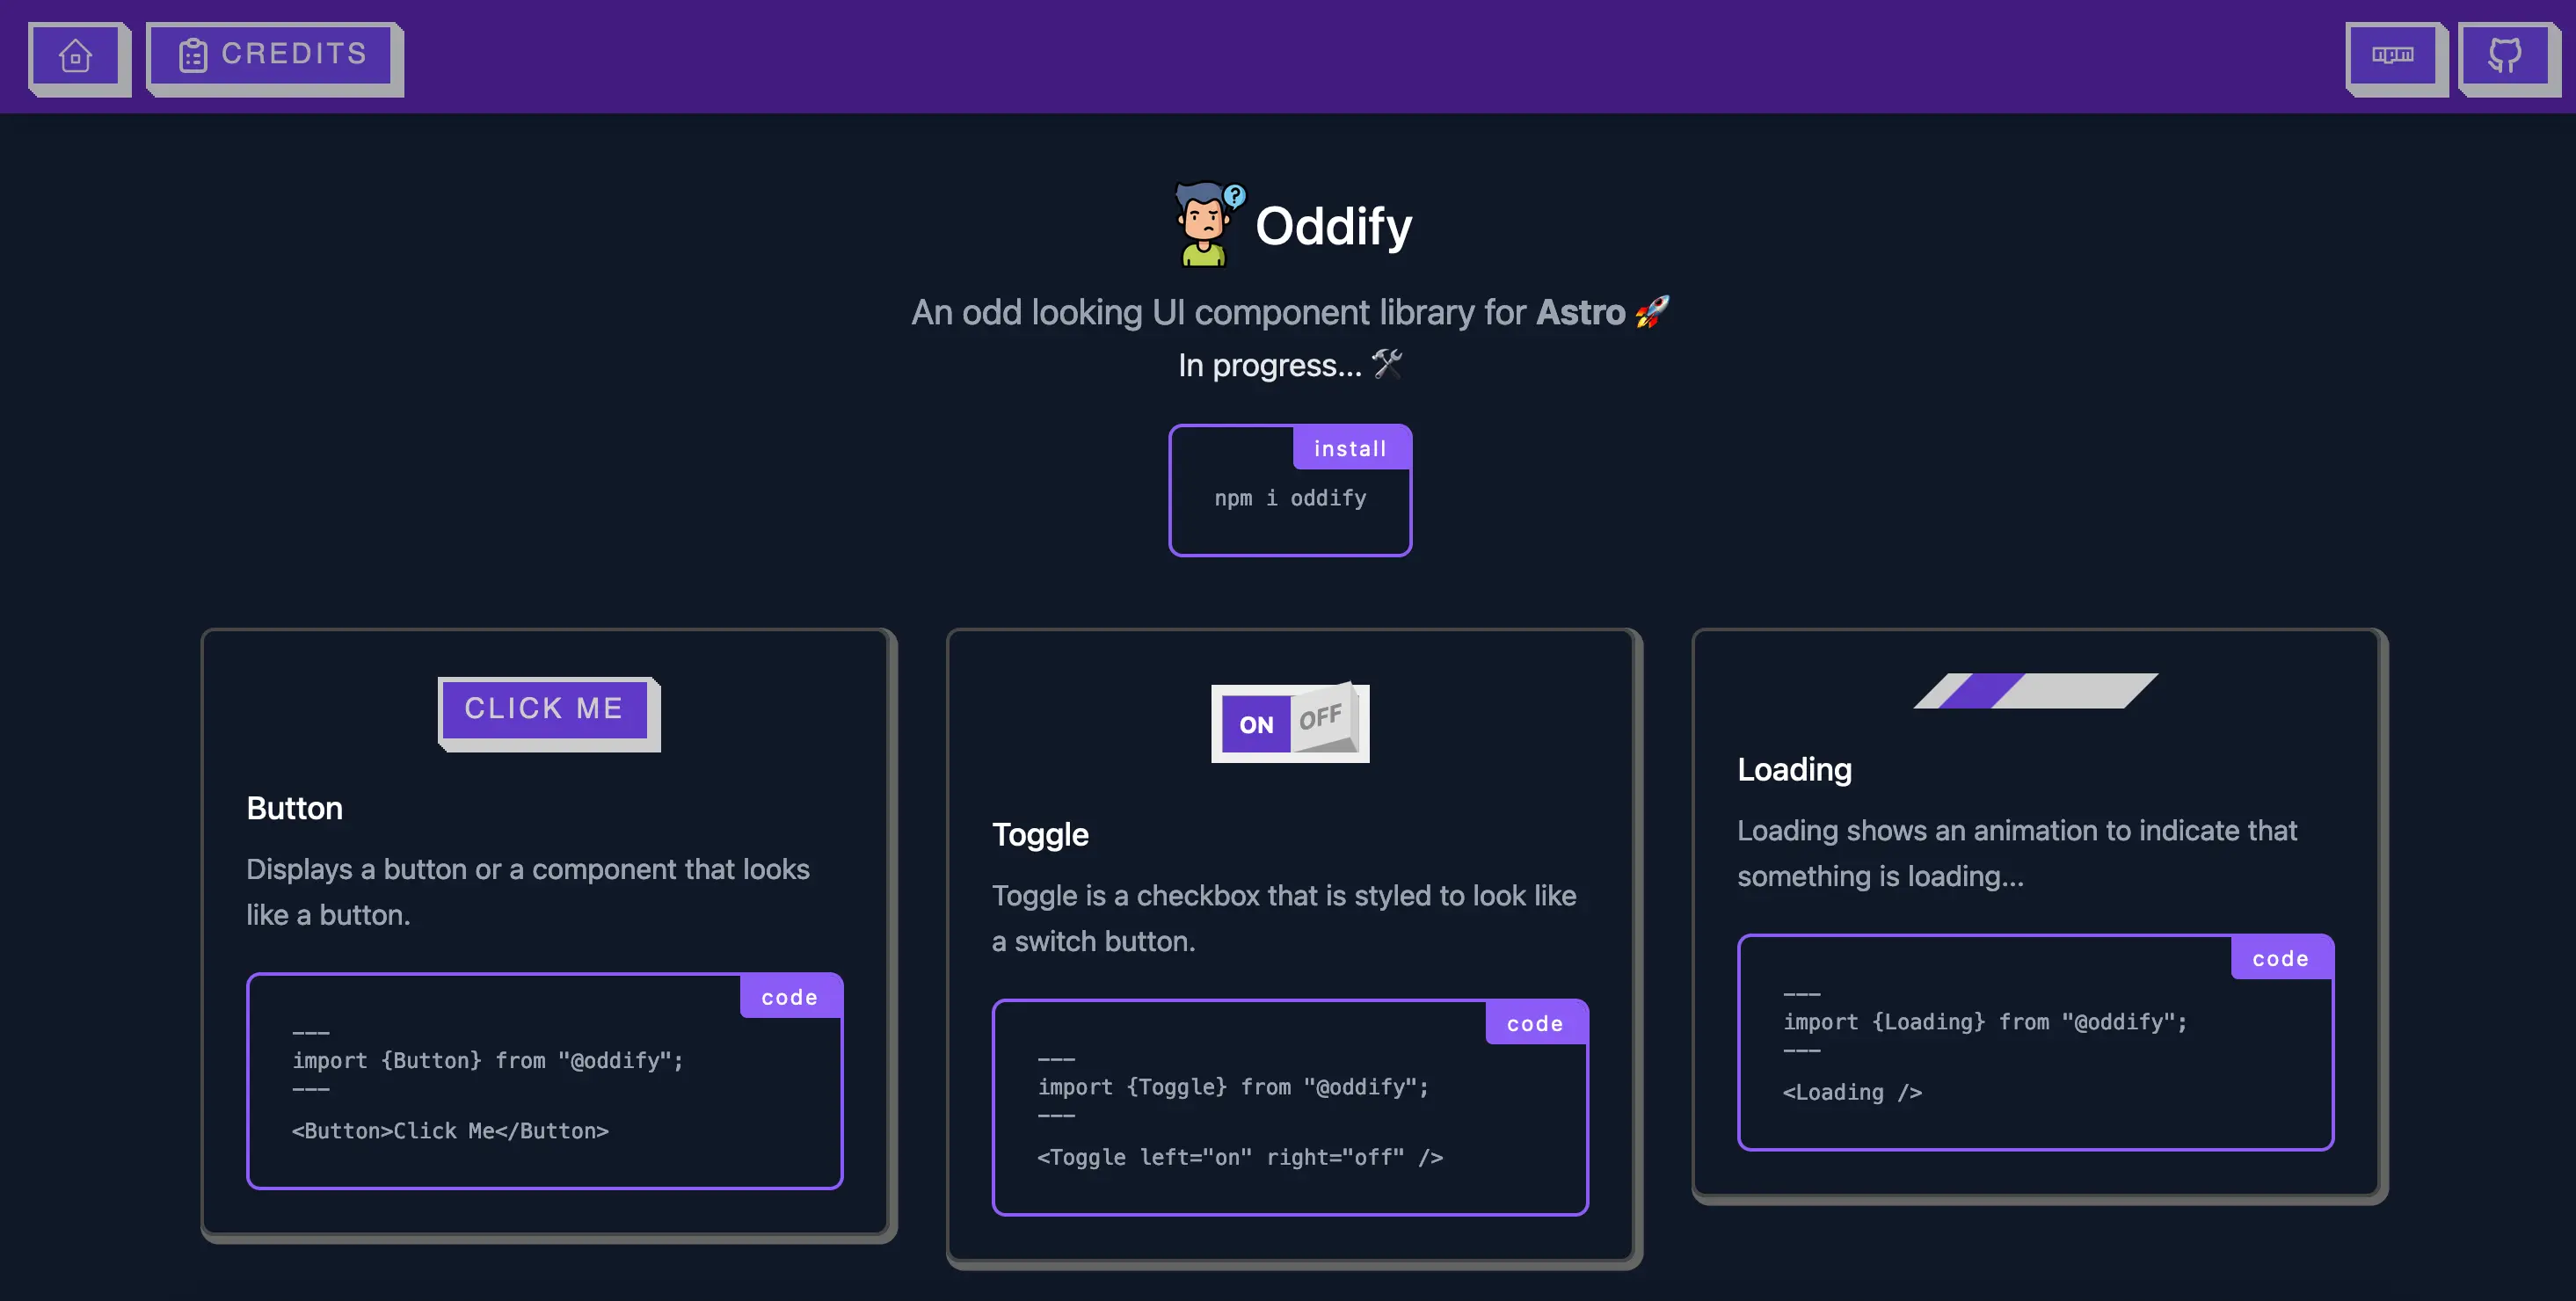 CREDITS
npm
Oddify
An odd looking UI component library for Astro 🚀
In progress... 🛠
install
npm i oddify
CLICK ME
Button
Displays a button or a component that looks
like a button.
code
---
import {Button} from "@oddify";
---
<Button>Click Me</Button>
ON OFF
Toggle
Toggle is a checkbox that is styled to look like
a switch button.
code
---
import {Toggle} from "@oddify";
---
<Toggle left="on" right="off" />
Loading
Loading shows an animation to indicate that
something is loading...
code
---
import {Loading} from "@oddify";
---
<Loading />